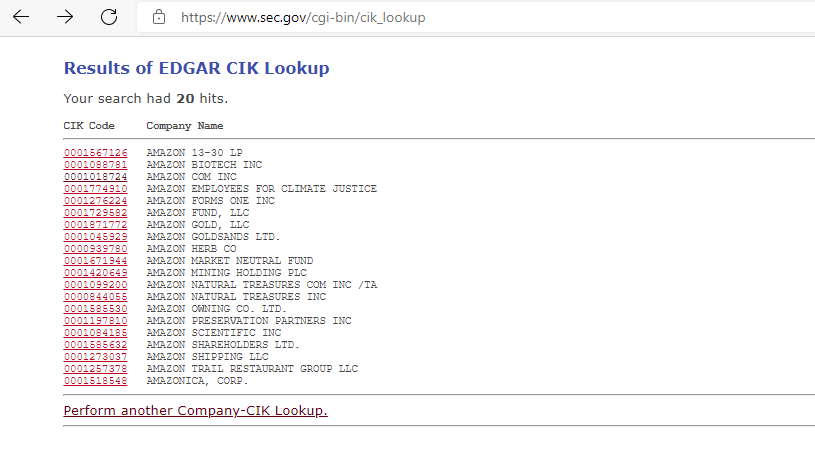 https://www.sec.gov/cgi-bin/cik_lookup
Results of EDGAR CIK Lookup
Your search had 20 hits.
CIK Code Company Name
0001567126 AMAZON 13-30 LP
0001088781 AMAZON BIOTECH INC
0001018724 AMAZON COM INC
0001774910 AMAZON EMPLOYEES FOR CLIMATE JUSTICE
0001276224 AMAZON FORMS ONE INC
0001729582 AMAZON FUND, LLC
0001871772 AMAZON GOLD, LLC
0001045929 AMAZON GOLDSANDS LTD.
0000939780 AMAZON HERB CO
0001671944 AMAZON MARKET NEUTRAL FUND
0001420649 AMAZON MINING HOLDING PLC
0001099200 AMAZON NATURAL TREASURES COM INC /TA
0000844055 AMAZON NATURAL TREASURES INC
0001585530 AMAZON OWNING CO. LTD.
0001197810 AMAZON PRESERVATION PARTNERS INC
0001084185 AMAZON SCIENTIFIC INC
0001585632 AMAZON SHAREHOLDERS LTD.
0001273037 AMAZON SHIPPING LLC
0001257378 AMAZON TRAIL RESTAURANT GROUP LLC
0001518548 AMAZONICA, CORP.
Perform another Company-CIK Lookup.